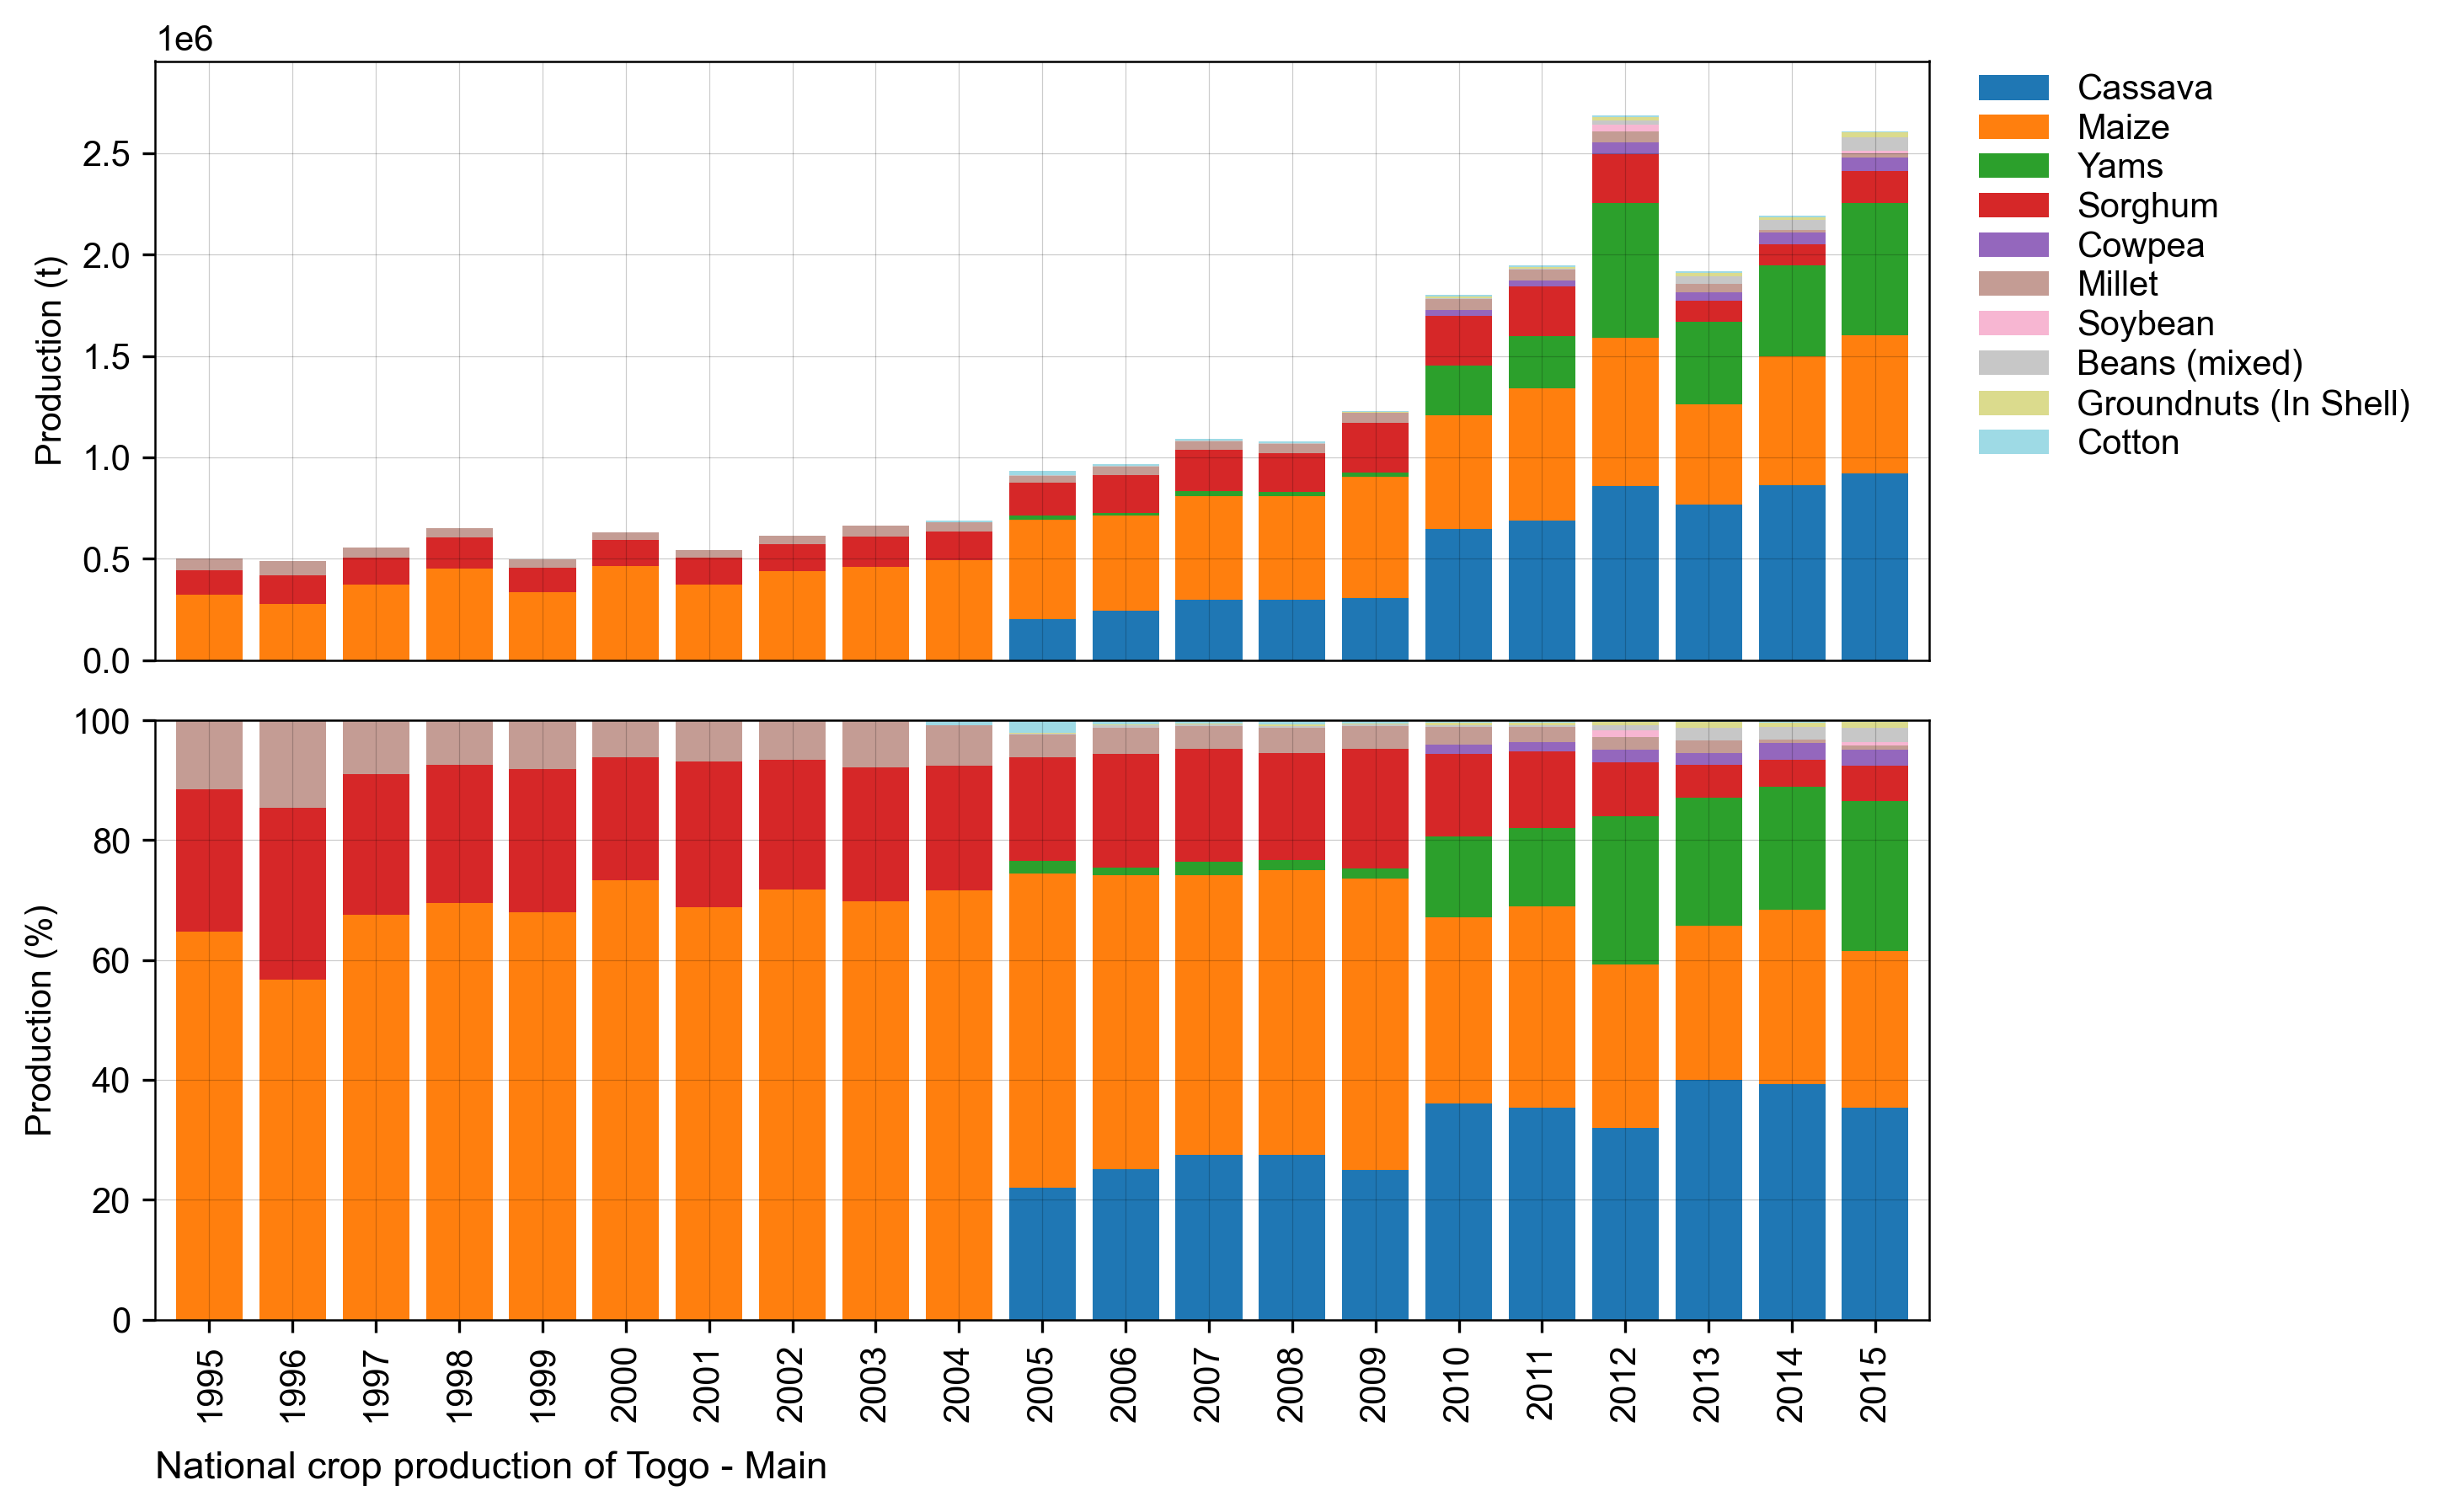 1e6
2.5
2.0
1.5
1.0
0.5
0.0
Production (t)
Cassava
Maize
Yams
Sorghum
Cowpea
Millet
Soybean
Beans (mixed)
Groundnuts (In Shell)
Cotton
100
80
60
40
20
0
Production (%)
1995 1996 1997 1998 1999 2000 2001 2002 2003 2004 2005 2006 2007 2008 2009 2010 2011 2012 2013 2014 2015
National crop production of Togo - Main